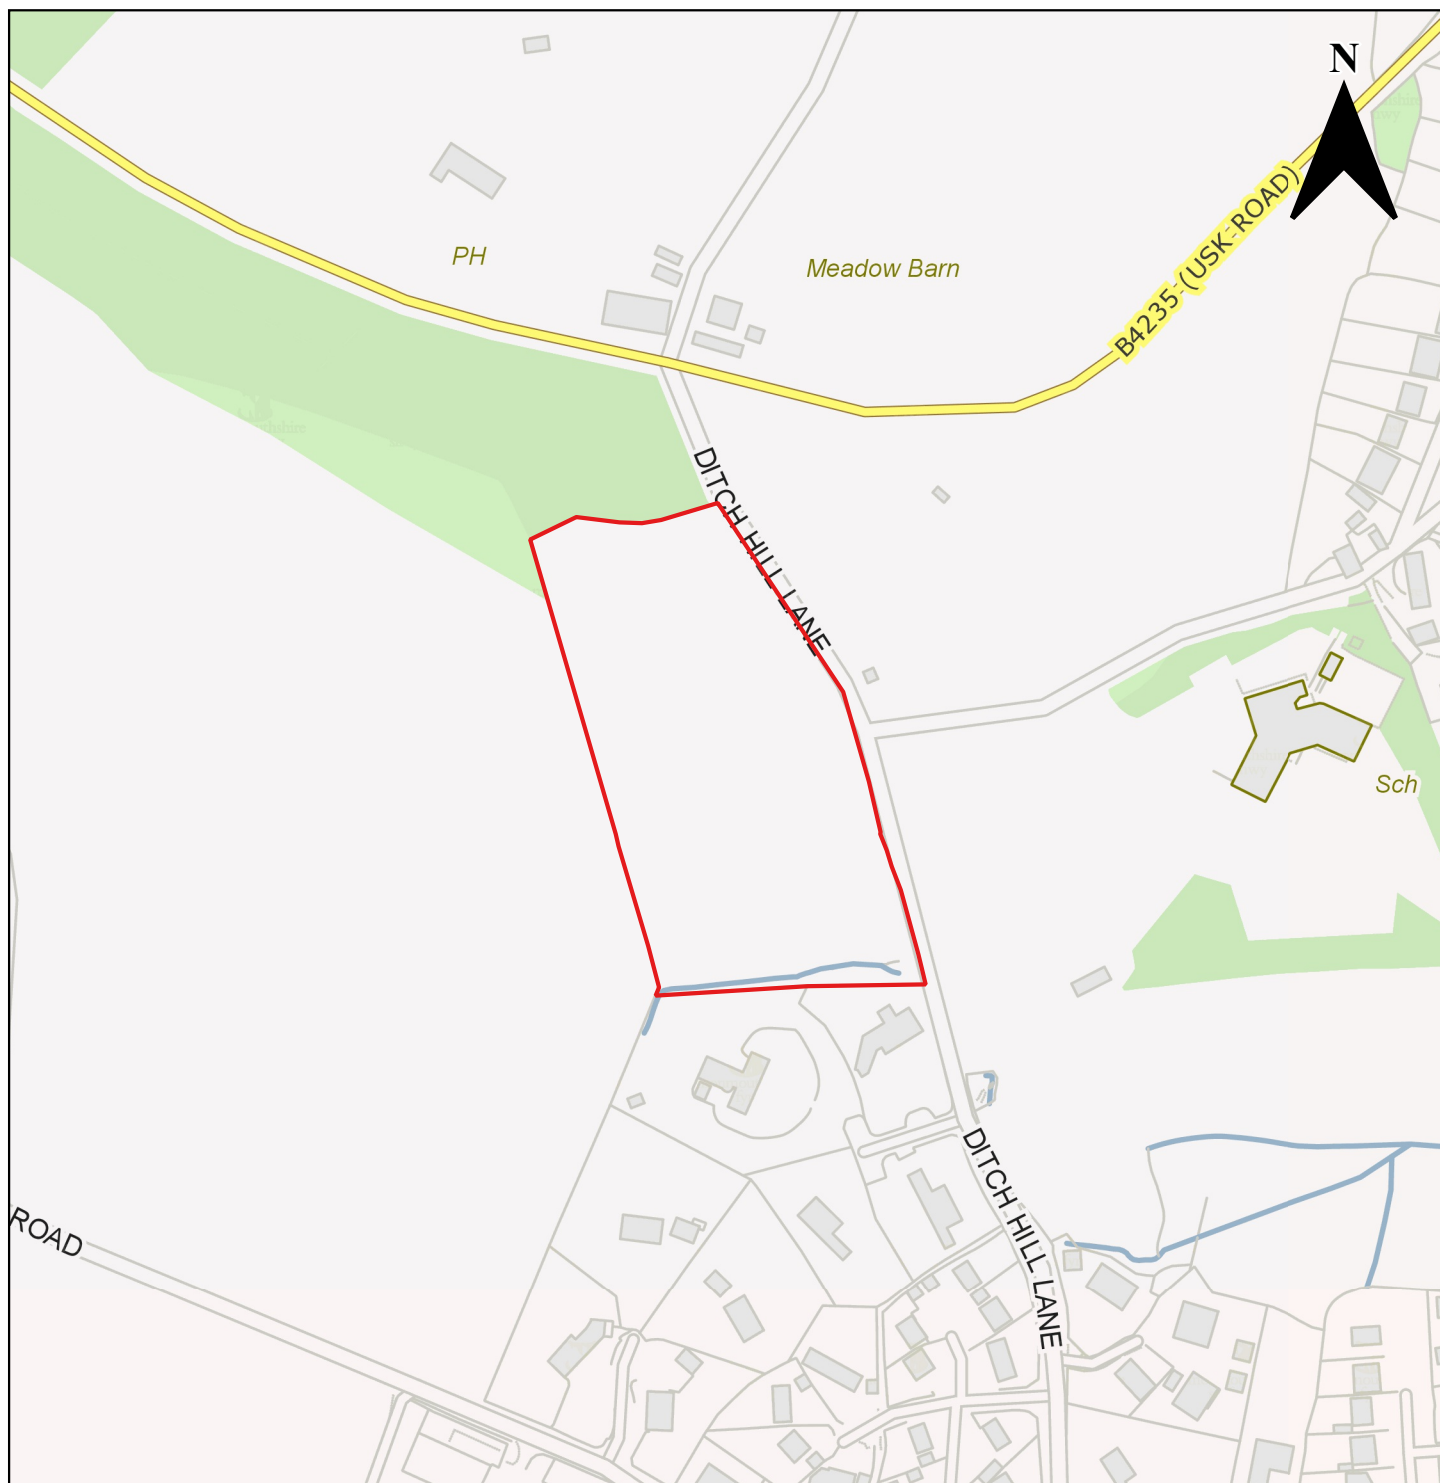 N
B4235 (USK ROAD)
PH
Meadow Barn
DITCH HILL LANE
Sch
DITCH HILL LANE
ROAD